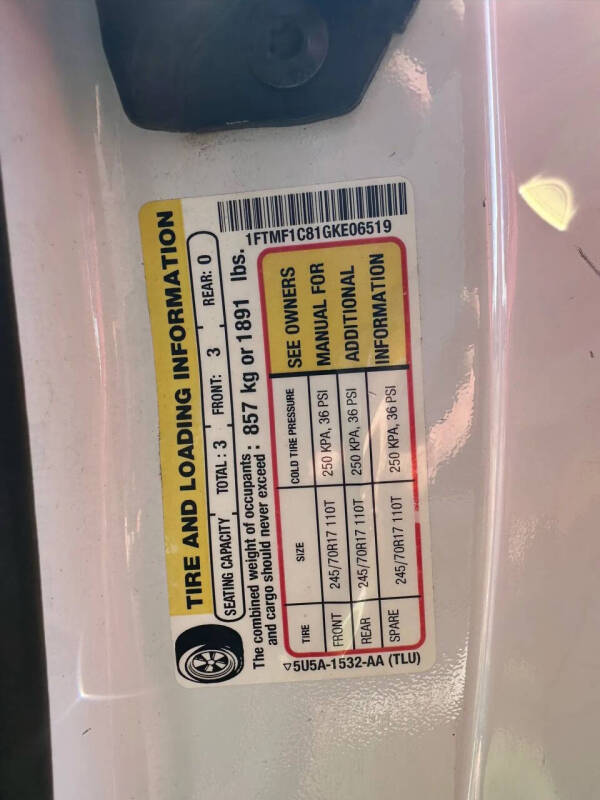 1FTMF1C81GKE06519
TIRE AND LOADING INFORMATION
SEATING CAPACITY TOTAL : 3 FRONT: 3 REAR: 0
The combined weight of occupants : 857 kg or 1891 lbs.
and cargo should never exceed :
TIRE SIZE COLD TIRE PRESSURE SEE OWNERS
FRONT 245/70R17 110T 250 KPA, 36 PSI MANUAL FOR
REAR 245/70R17 110T 250 KPA, 36 PSI ADDITIONAL
SPARE 245/70R17 110T 250 KPA, 36 PSI INFORMATION
▽5U5A-1532-AA (TLU)